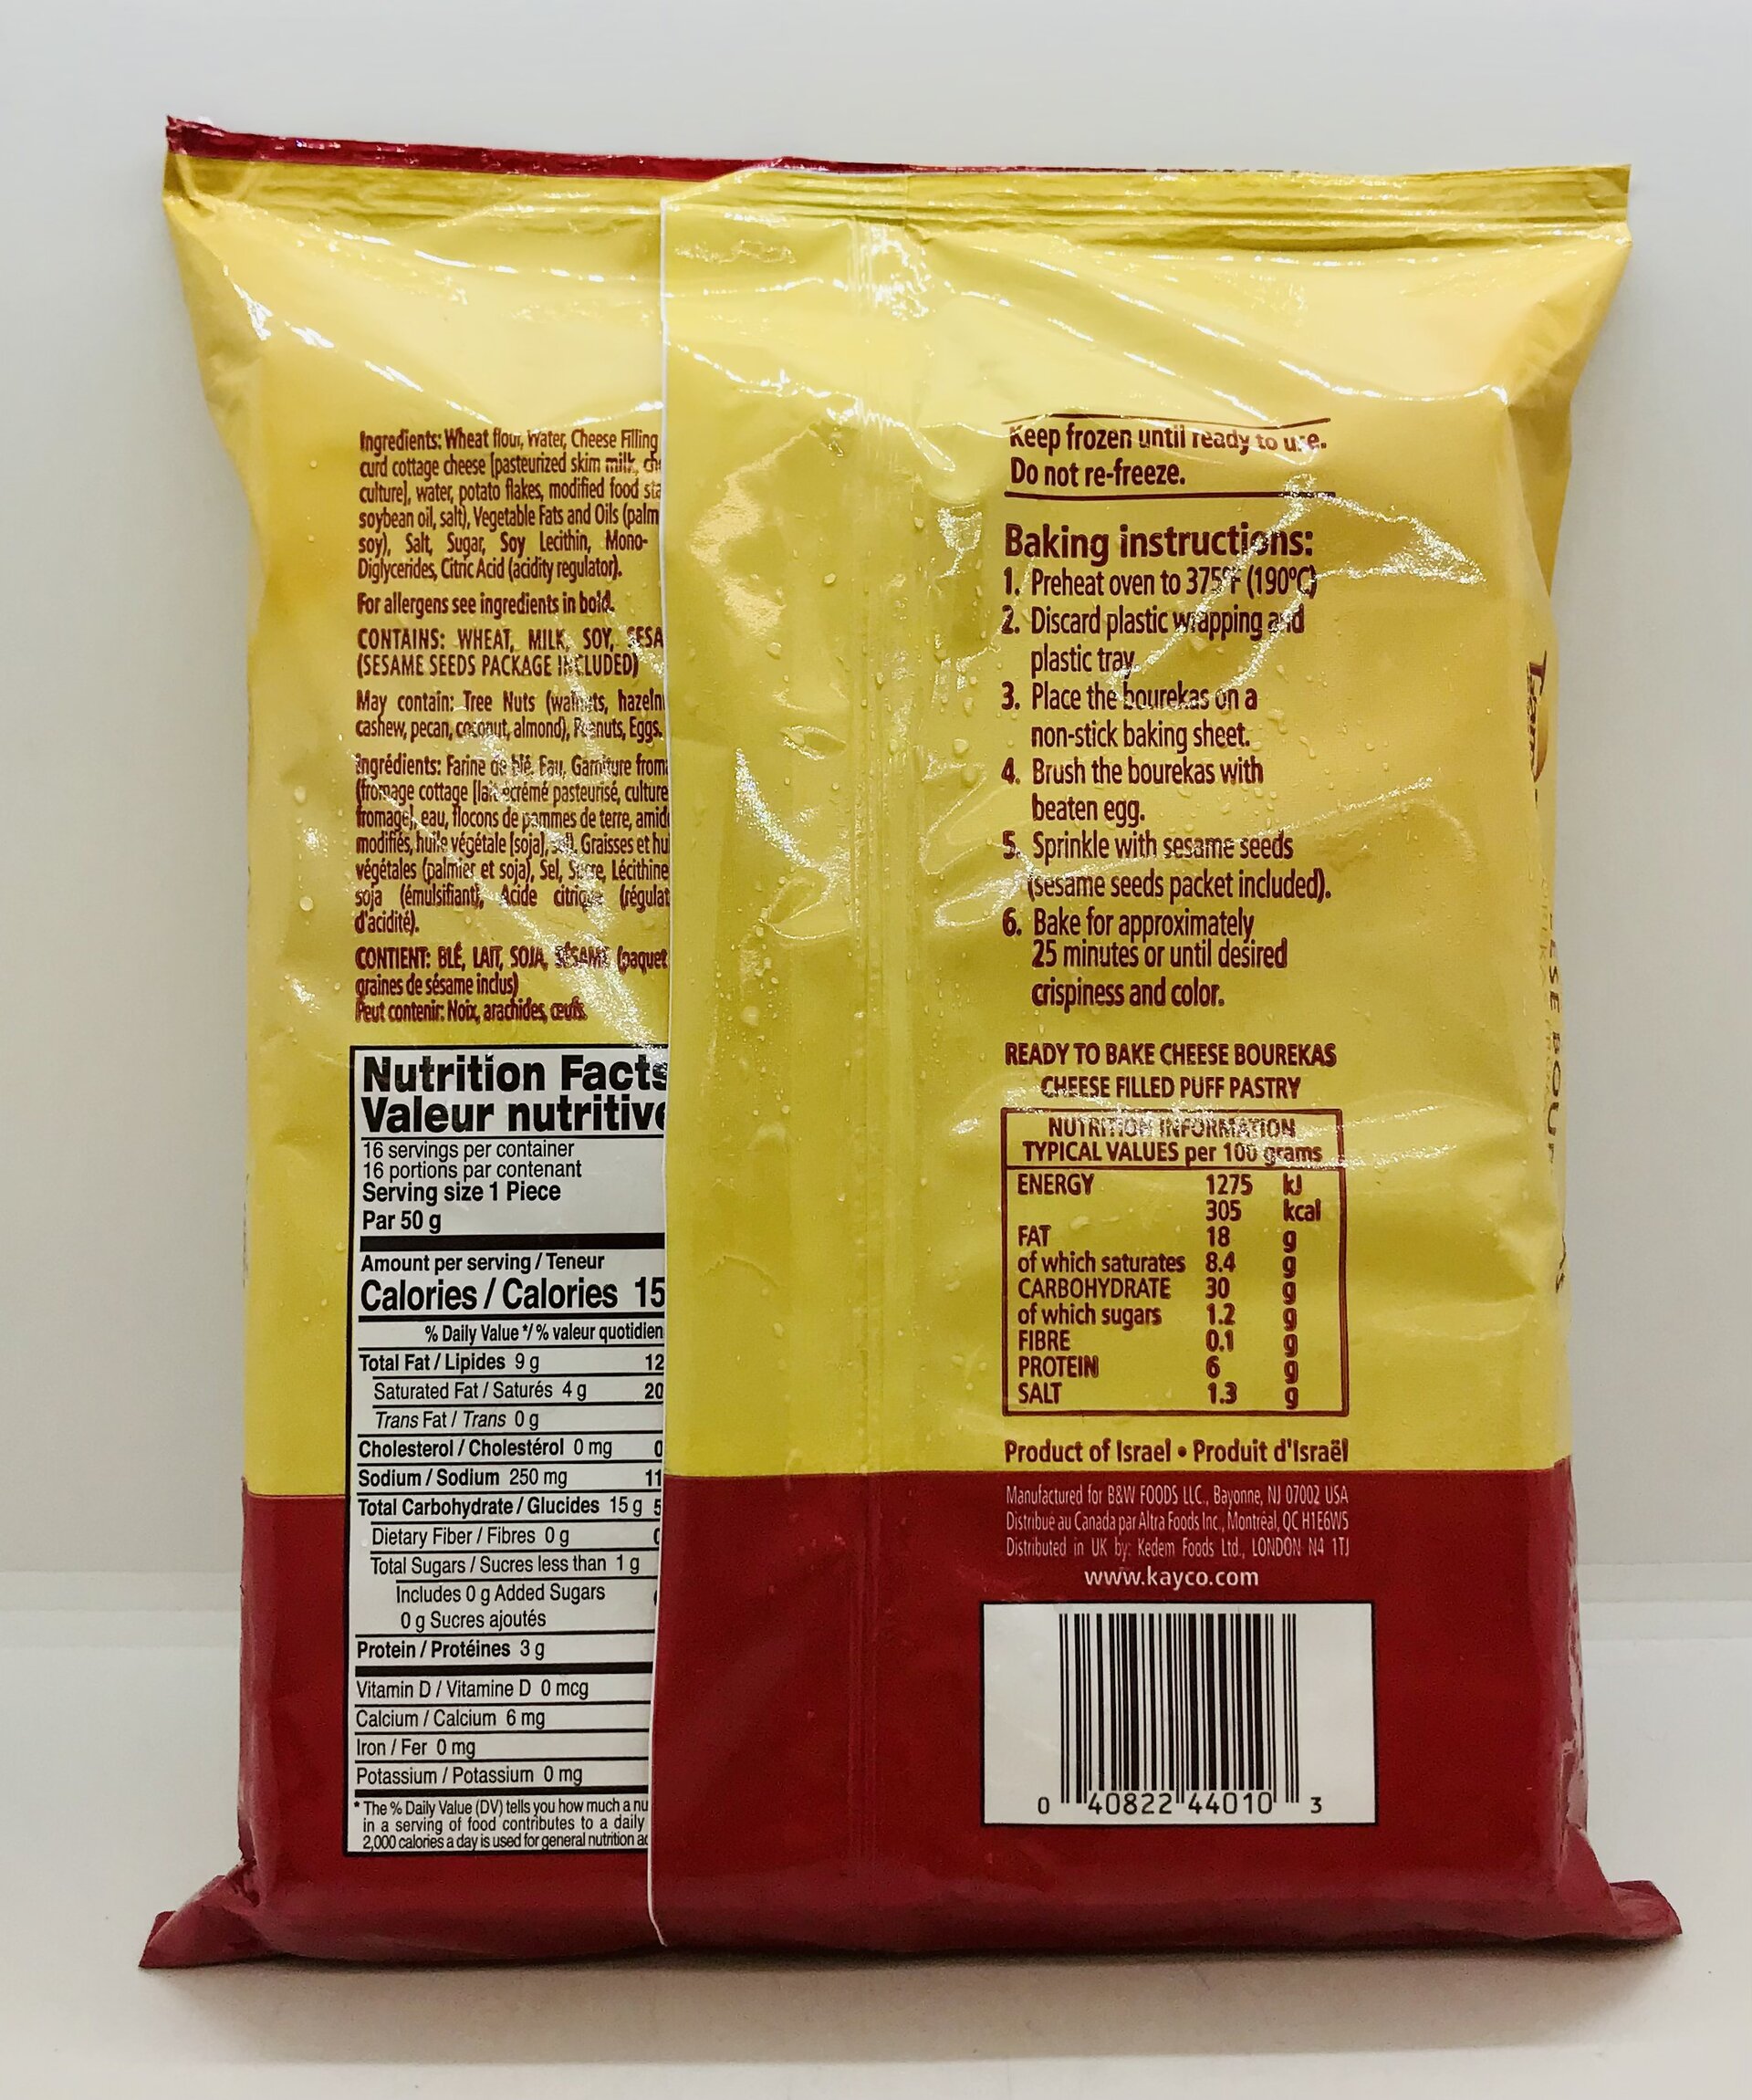 Ingredients: Wheat flour, Water, Cheese Filling
curd cottage cheese [pasteurized skim milk,
culture], water, potato flakes, modified food
soybean oil, salt), Vegetable Fats and Oils (palm
soy), Salt, Sugar, Soy Lecithin, Mono-
Diglycerides, Citric Acid (acidity regulator).
For allergens see ingredients in bold.
CONTAINS: WHEAT, MILK, SOY,
(SESAME SEEDS PACKAGE INCLUDED)
May contain: Tree Nuts (walnuts,
cashew, pecan, coconut, almond), Peanuts, Eggs.
Ingrédients: Farine de blé, Eau, Garniture
(fromage cottage [lait écrémé pasteurisé, culture
fromage], eau, flocons de pommes de terre,
modifiés, huile végétale [soja], sel), Graisses et
végétales (palmier et soja), Sel, Sucre, Lécithine
soja (émulsifiant), Acide citrique
d'acidité).
CONTIENT: BLÉ, LAIT, SOJA, SÉSAME (paquet
graines de sésame inclus)
Peut contenir: Noix, arachides, œufs.
Nutrition Facts
Valeur nutritive
16 servings per container
16 portions par contenant
Serving size 1 Piece
Par 50 g
Amount per serving / Teneur
Calories / Calories 15
% Daily Value */ % valeur
Total Fat / Lipides 9 g 12
Saturated Fat / Saturés 4 g 20
Trans Fat / Trans 0 g
Cholesterol / Cholestérol 0 mg 0
Sodium / Sodium 250 mg 11
Total Carbohydrate / Glucides 15 g 5
Dietary Fiber / Fibres 0 g
Total Sugars / Sucres less than 1 g
Includes 0 g Added Sugars
0 g Sucres ajoutés
Protein / Protéines 3 g
Vitamin D / Vitamine D 0 mcg
Calcium / Calcium 6 mg
Iron / Fer 0 mg
Potassium / Potassium 0 mg
* The % Daily Value (DV) tells you how much a
in a serving of food contributes to a daily
2,000 calories a day is used for general nutrition
Keep frozen until ready to use.
Do not re-freeze.
Baking instructions:
1. Preheat oven to 375°F (190°C)
2. Discard plastic wrapping and
plastic tray.
3. Place the bourekas on a
non-stick baking sheet.
4. Brush the bourekas with
beaten egg.
5. Sprinkle with sesame seeds
(sesame seeds packet included).
6. Bake for approximately
25 minutes or until desired
crispiness and color.
READY TO BAKE CHEESE BOUREKAS
CHEESE FILLED PUFF PASTRY
NUTRITION INFORMATION
TYPICAL VALUES per 100 grams
ENERGY 1275 kJ
305 kcal
FAT 18 g
of which saturates 8.4 g
CARBOHYDRATE 30 g
of which sugars 1.2 g
FIBRE 0.1 g
PROTEIN 6 g
SALT 1.3 g
Product of Israel • Produit d'Israël
Manufactured for B&W FOODS LLC., Bayonne, NJ 07002 USA
Distribué au Canada par Altra Foods Inc., Montréal, QC H1E6W5
Distributed in UK by: Kedem Foods Ltd., LONDON N4 1TJ
www.kayco.com
0 40822 44010 3